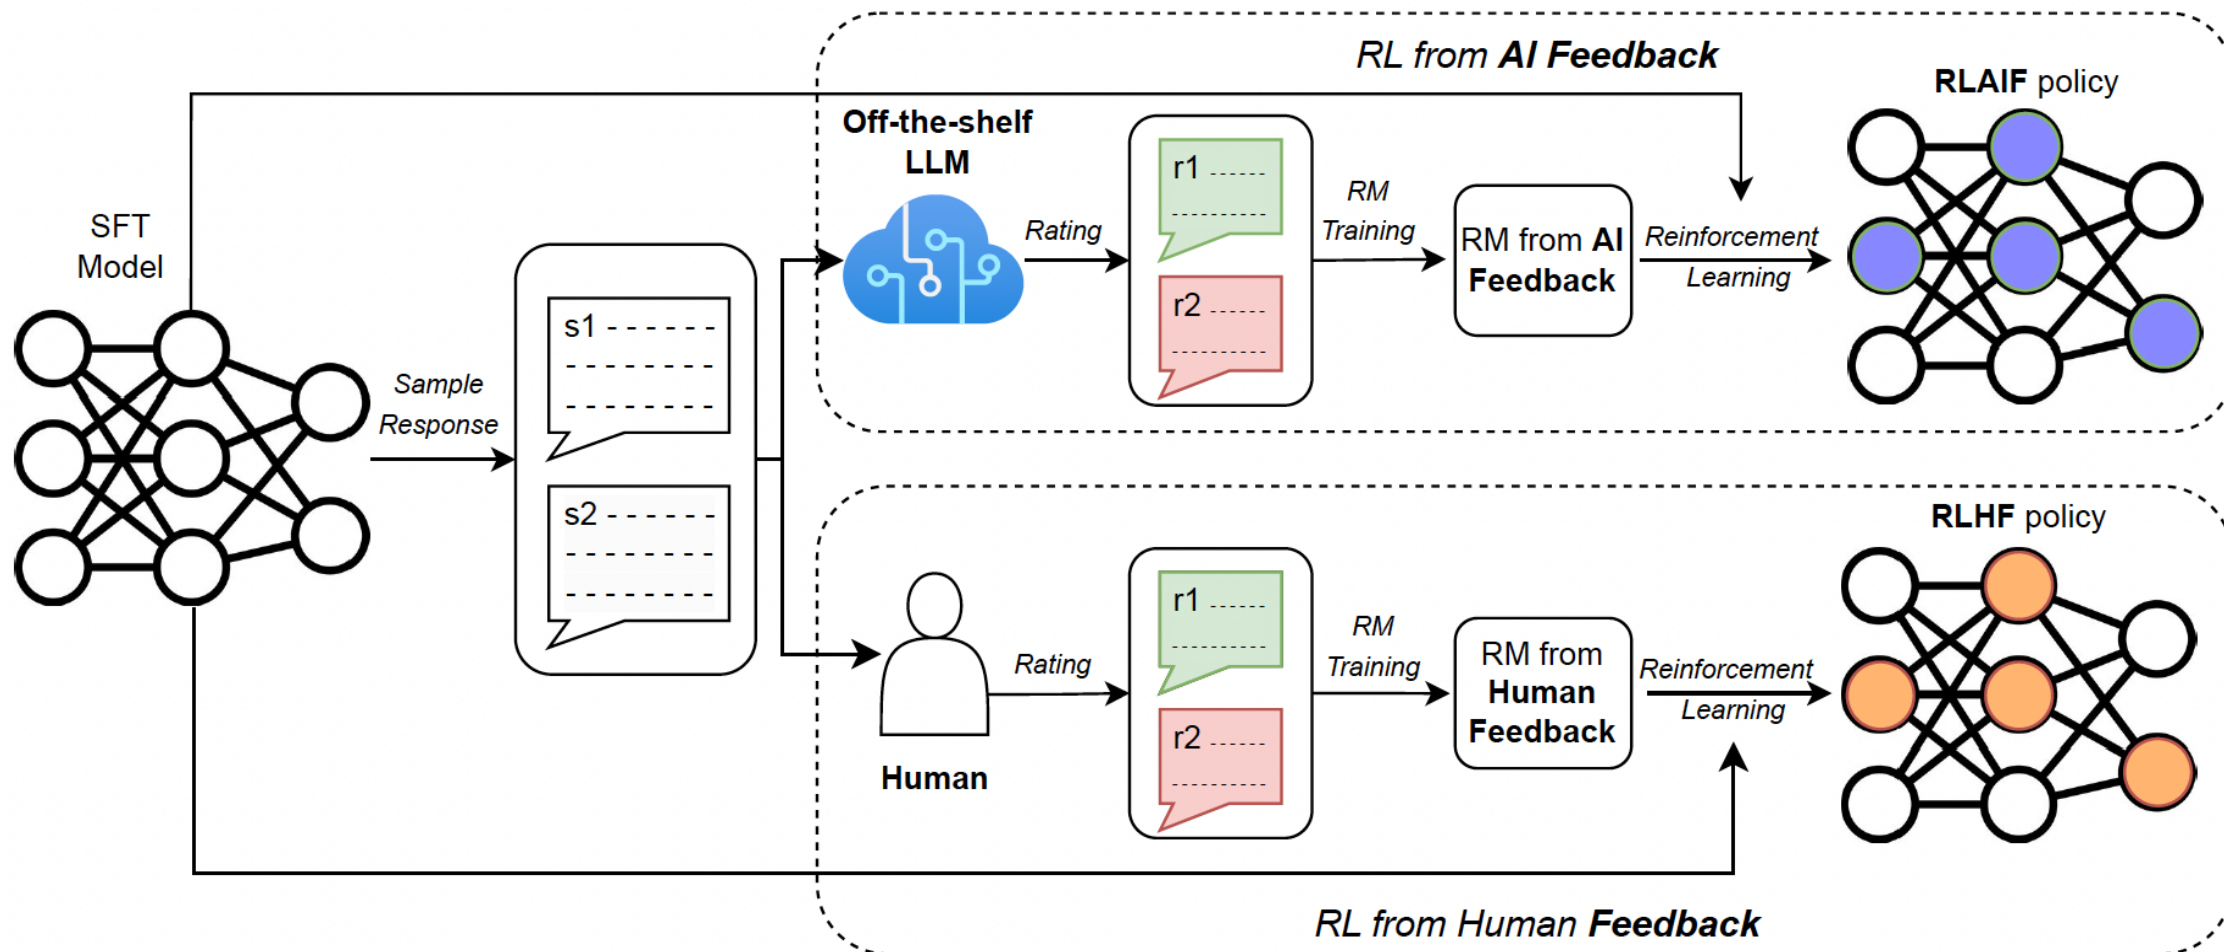 RL from AI Feedback
RLAIF policy
Off-the-shelf
LLM
SFT
Model
Sample
Response
s1
s2
Rating
r1
r2
RM
Training
RM from AI
Feedback
Reinforcement
Learning
RLHF policy
Human
Rating
r1
r2
RM
Training
RM from
Human
Feedback
Reinforcement
Learning
RL from Human Feedback